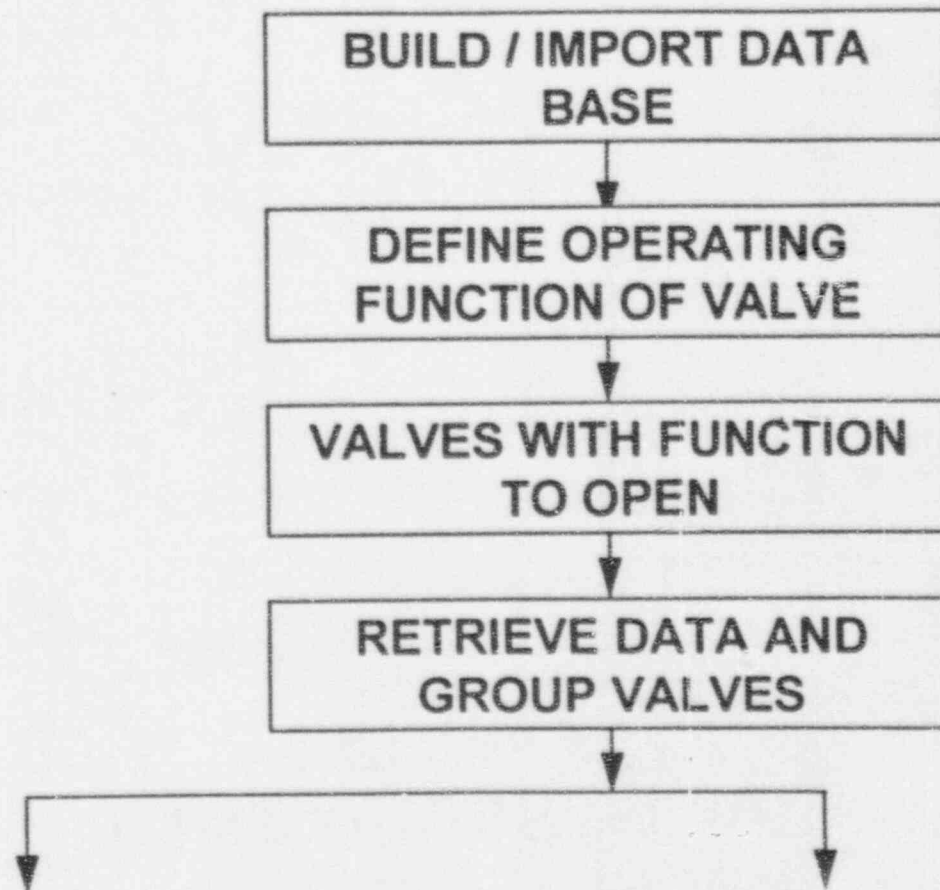 BUILD / IMPORT DATA
BASE
DEFINE OPERATING
FUNCTION OF VALVE
VALVES WITH FUNCTION
TO OPEN
RETRIEVE DATA AND
GROUP VALVES